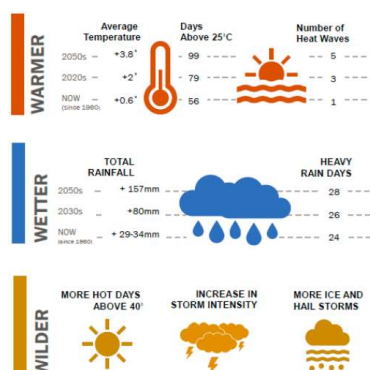 WARMER
Average
Temperature
Days
Above 25°C
Number of
Heat Waves
2050s
+3.8°
99
5
2020s
+2°
79
3
NOW
(since 1960)
+0.6°
56
1
WETTER
TOTAL
RAINFALL
HEAVY
RAIN DAYS
2050s
+ 157mm
28
2030s
+80mm
26
NOW
(since 1960)
+ 29-34mm
24
WILDER
MORE HOT DAYS
ABOVE 40°
INCREASE IN
STORM INTENSITY
MORE ICE AND
HAIL STORMS